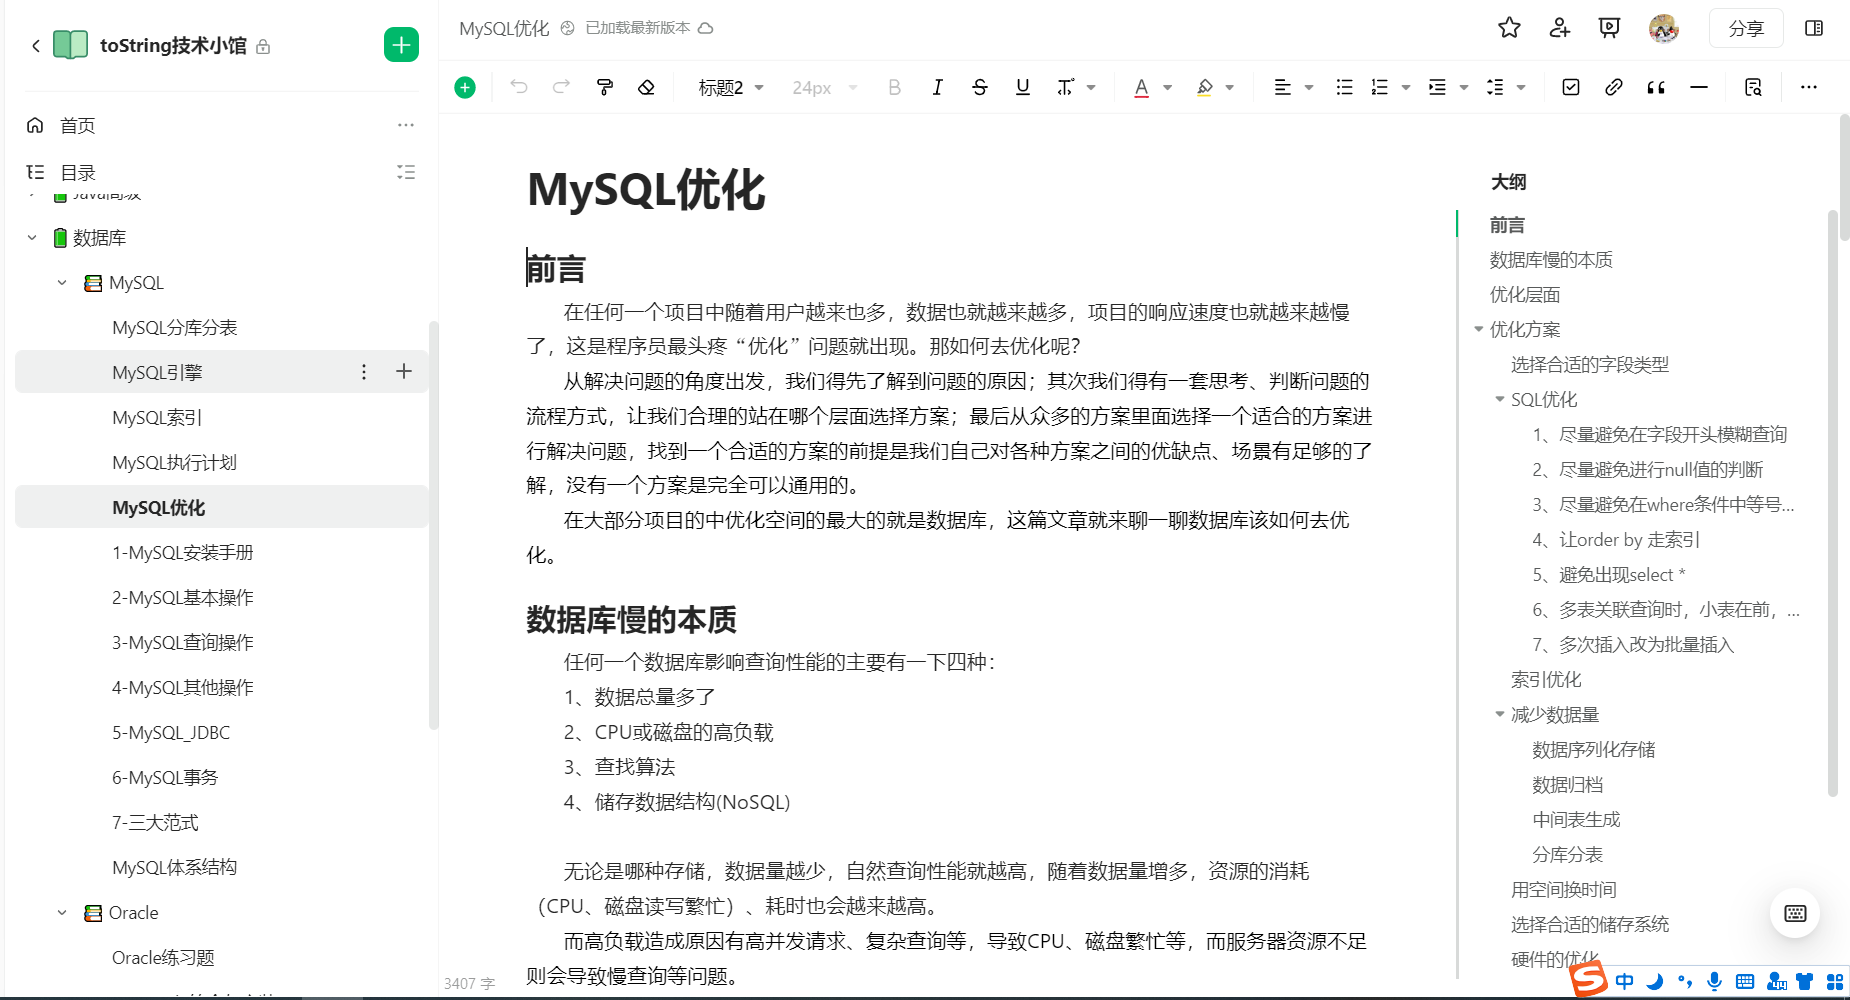 toString技术小馆
首页
目录
Java高级
数据库
MySQL
MySQL分库分表
MySQL引擎
MySQL索引
MySQL执行计划
MySQL优化
1-MySQL安装手册
2-MySQL基本操作
3-MySQL查询操作
4-MySQL其他操作
5-MySQL_JDBC
6-MySQL事务
7-三大范式
MySQL体系结构
Oracle
Oracle练习题
MySQL优化 已加载最新版本
分享
标题2 24px
MySQL优化
前言
在任何一个项目中随着用户越来也多，数据也就越来越多，项目的响应速度也就越来越慢
了，这是程序员最头疼“优化”问题就出现。那如何去优化呢？
从解决问题的角度出发，我们得先了解到问题的原因；其次我们得有一套思考、判断问题的
流程方式，让我们合理的站在哪个层面选择方案；最后从众多的方案里面选择一个适合的方案进
行解决问题，找到一个合适的方案的前提是我们自己对各种方案之间的优缺点、场景有足够的了
解，没有一个方案是完全可以通用的。
在大部分项目的中优化空间的最大的就是数据库，这篇文章就来聊一聊数据库该如何去优
化。
数据库慢的本质
任何一个数据库影响查询性能的主要有一下四种：
1、数据总量多了
2、CPU或磁盘的高负载
3、查找算法
4、储存数据结构(NoSQL)
无论是哪种存储，数据量越少，自然查询性能就越高，随着数据量增多，资源的消耗
（CPU、磁盘读写繁忙）、耗时也会越来越高。
而高负载造成原因有高并发请求、复杂查询等，导致CPU、磁盘繁忙等，而服务器资源不足
则会导致慢查询等问题。
3407 字
大纲
前言
数据库慢的本质
优化层面
优化方案
选择合适的字段类型
SQL优化
1、尽量避免在字段开头模糊查询
2、尽量避免进行null值的判断
3、尽量避免在where条件中等号...
4、让order by 走索引
5、避免出现select *
6、多表关联查询时，小表在前，...
7、多次插入改为批量插入
索引优化
减少数据量
数据序列化存储
数据归档
中间表生成
分库分表
用空间换时间
选择合适的储存系统
硬件的优化
中